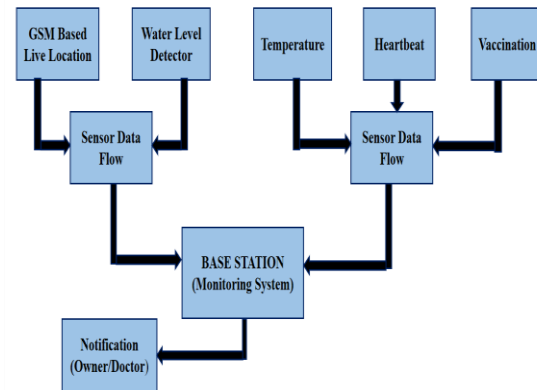 GSM Based
Live Location
Water Level
Detector
Temperature
Heartbeat
Vaccination
Sensor Data
Flow
Sensor Data
Flow
BASE STATION
(Monitoring System)
Notification
(Owner/Doctor)